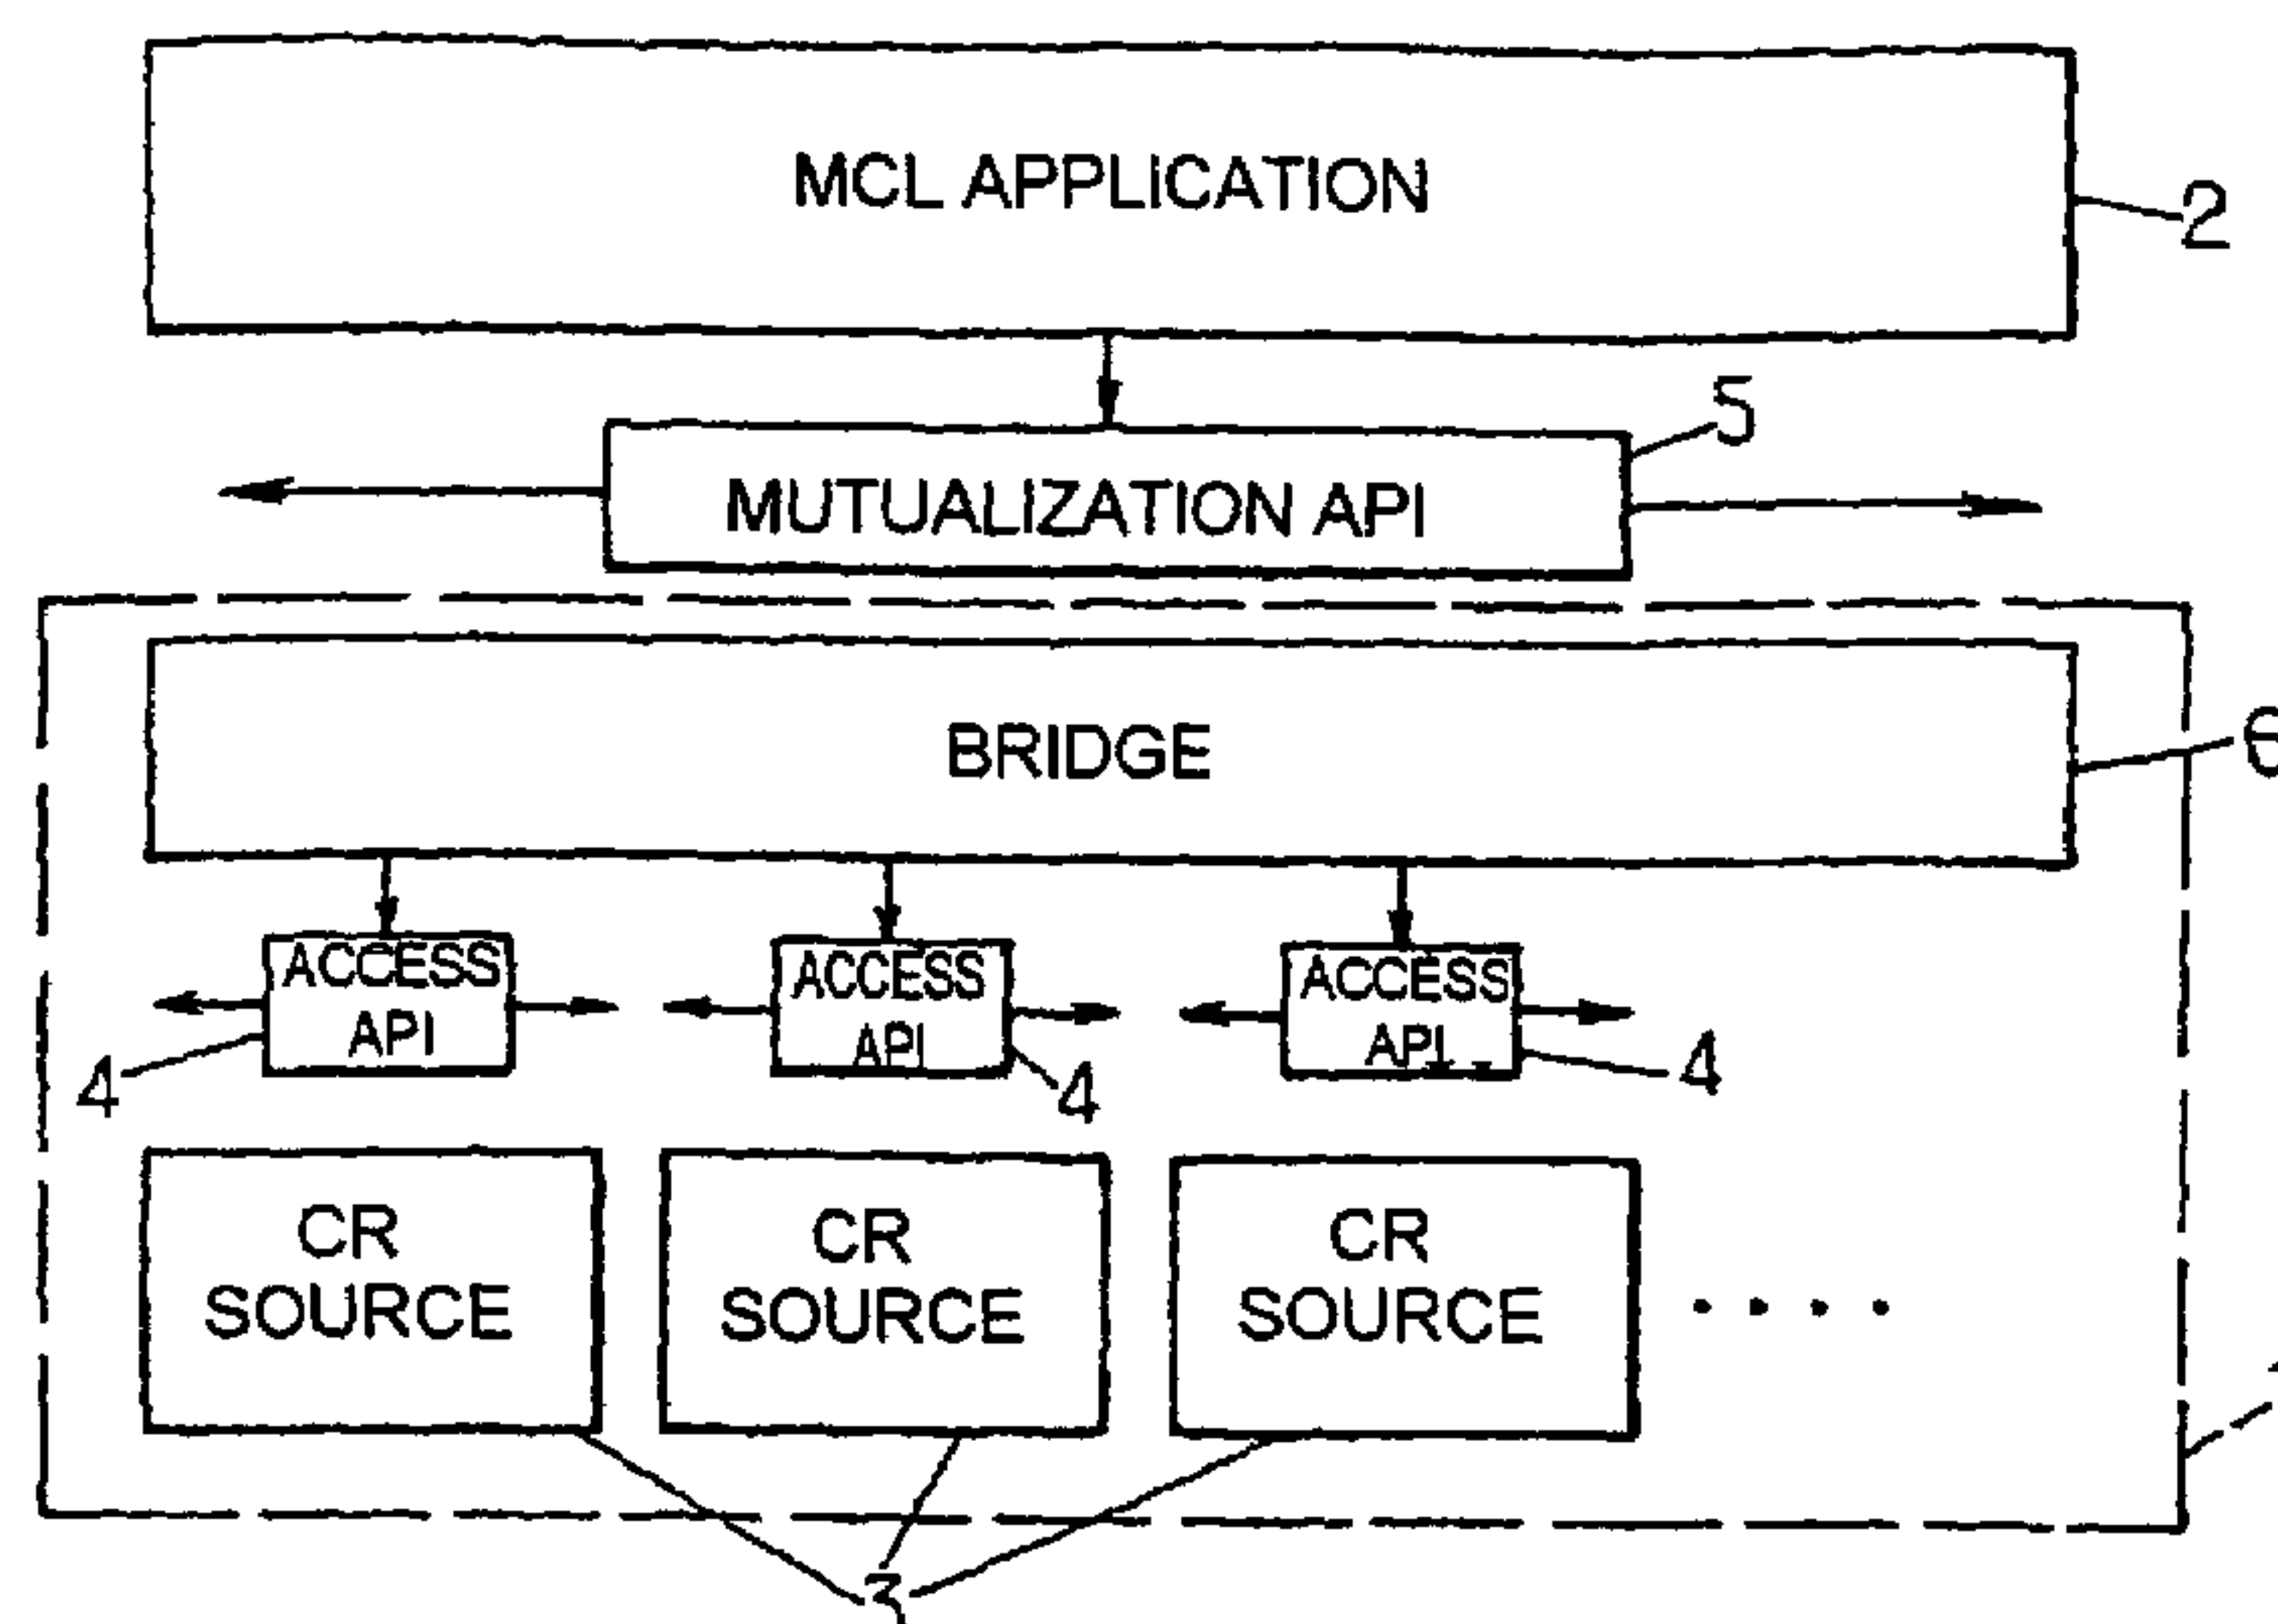 MCL APPLICATION
2
5
MUTUALIZATION API
BRIDGE
6
ACCESS
API
ACCESS
API
ACCESS
API
4
4
4
CR
SOURCE
CR
SOURCE
CR
SOURCE
3